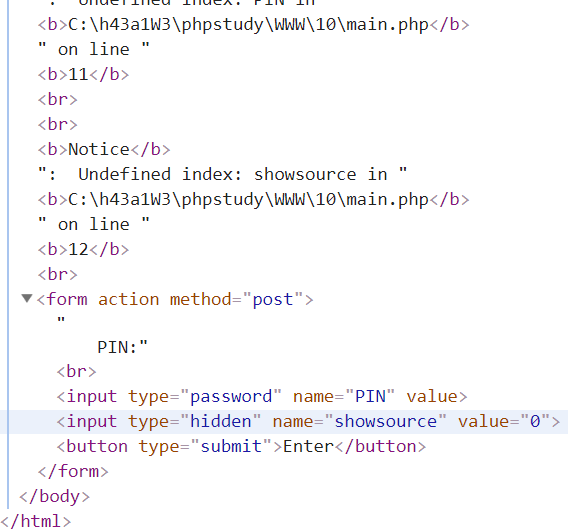 ": Undefined index: PIN in "
<b>C:\h43a1W3\phpstudy\WWW\10\main.php</b>
" on line "
<b>11</b>
<br>
<br>
<b>Notice</b>
":  Undefined index: showsource in "
<b>C:\h43a1W3\phpstudy\WWW\10\main.php</b>
" on line "
<b>12</b>
<br>
▼<form action method="post">
"
PIN:"
<br>
<input type="password" name="PIN" value>
<input type="hidden" name="showsource" value="0">
<button type="submit">Enter</button>
</form>
</body>
</html>